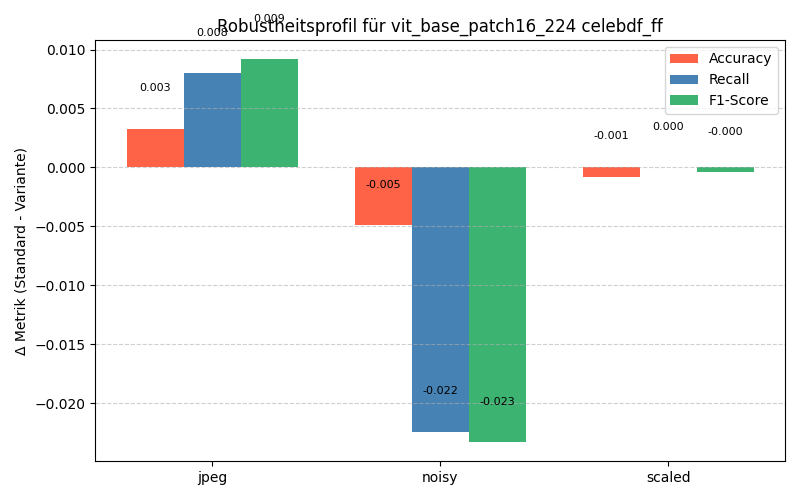 Robustheitsprofil für vit_base_patch16_224 celebdf_ff
0.009
0.008
0.003
-0.005
-0.022
-0.023
-0.001
0.000
-0.000
Accuracy
Recall
F1-Score
Δ Metrik (Standard - Variante)
0.010
0.005
0.000
−0.005
−0.010
−0.015
−0.020
jpeg
noisy
scaled